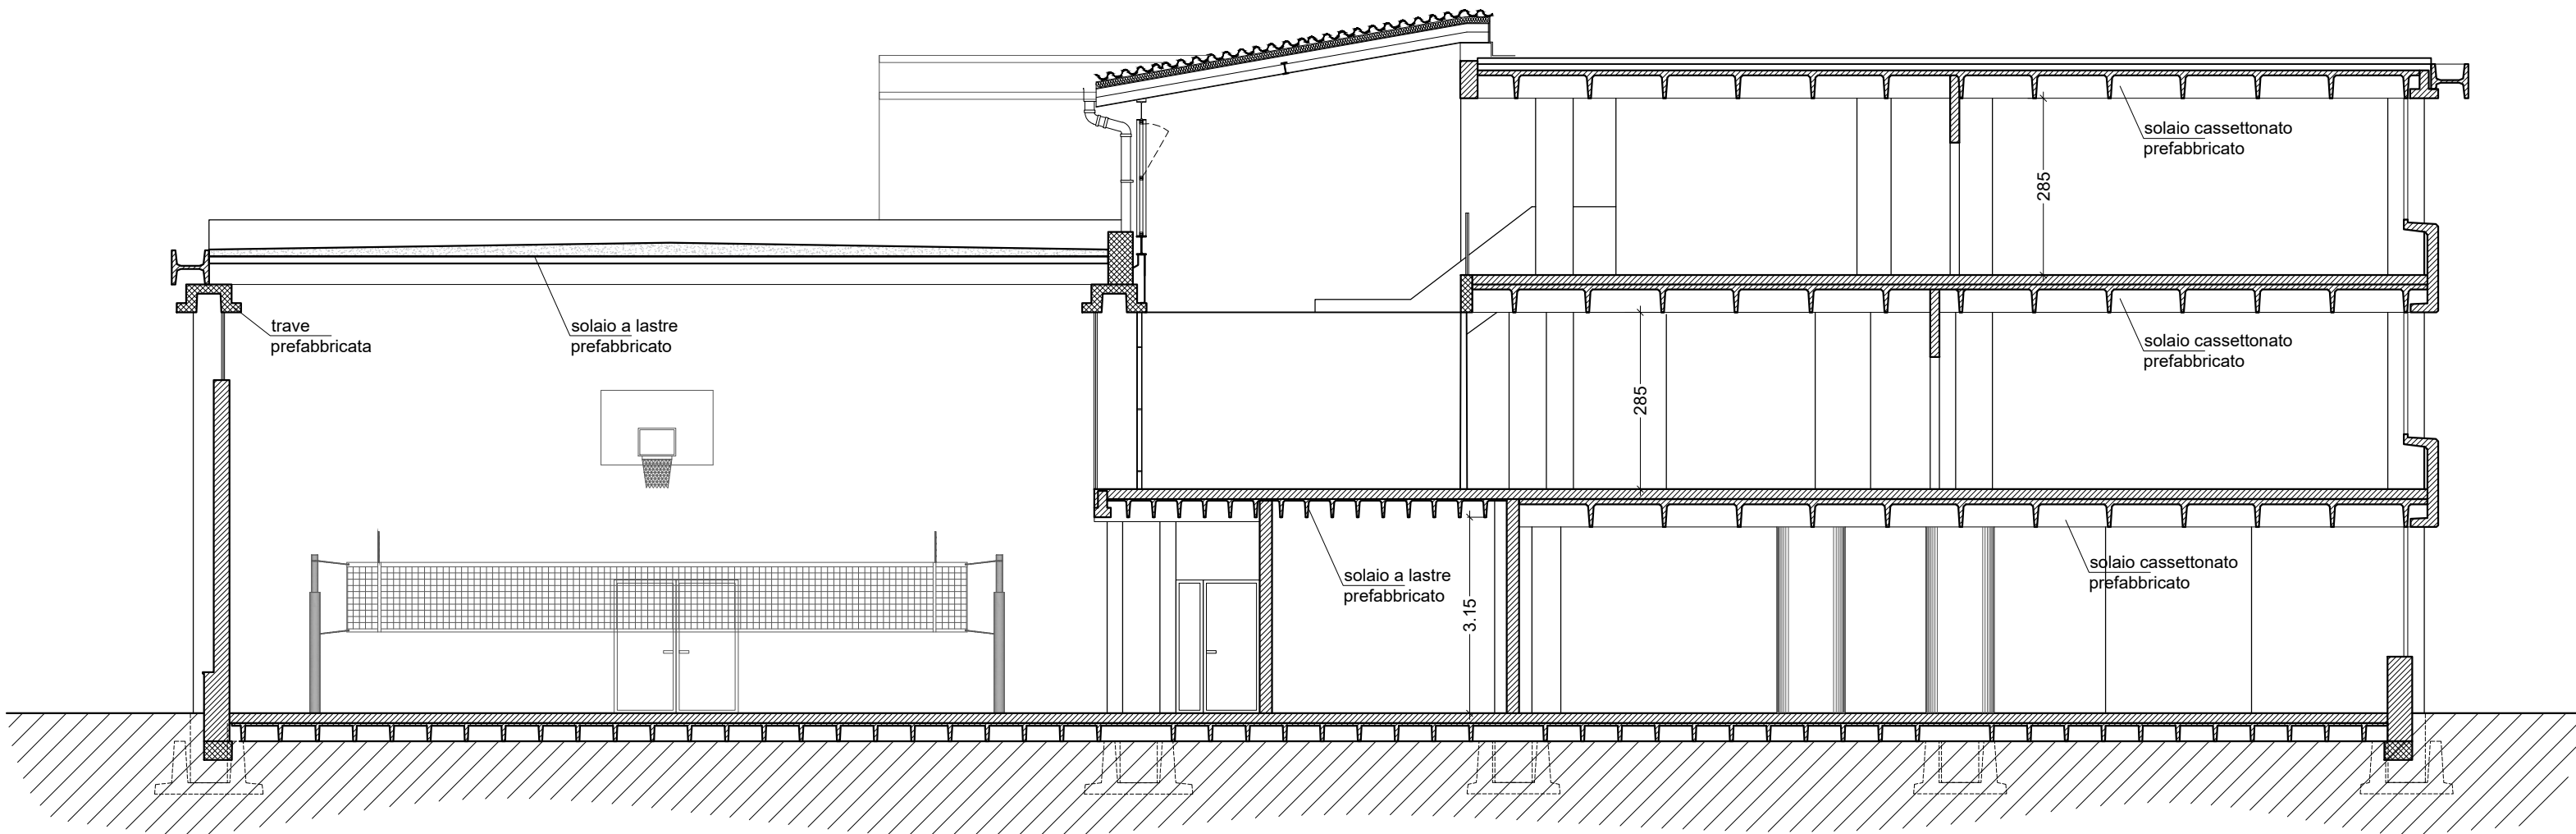 solaio cassettonato
prefabbricato
285
trave
prefabbricata
solaio a lastre
prefabbricato
solaio cassettonato
prefabbricato
285
solaio a lastre
prefabbricato
3.15
solaio cassettonato
prefabbricato